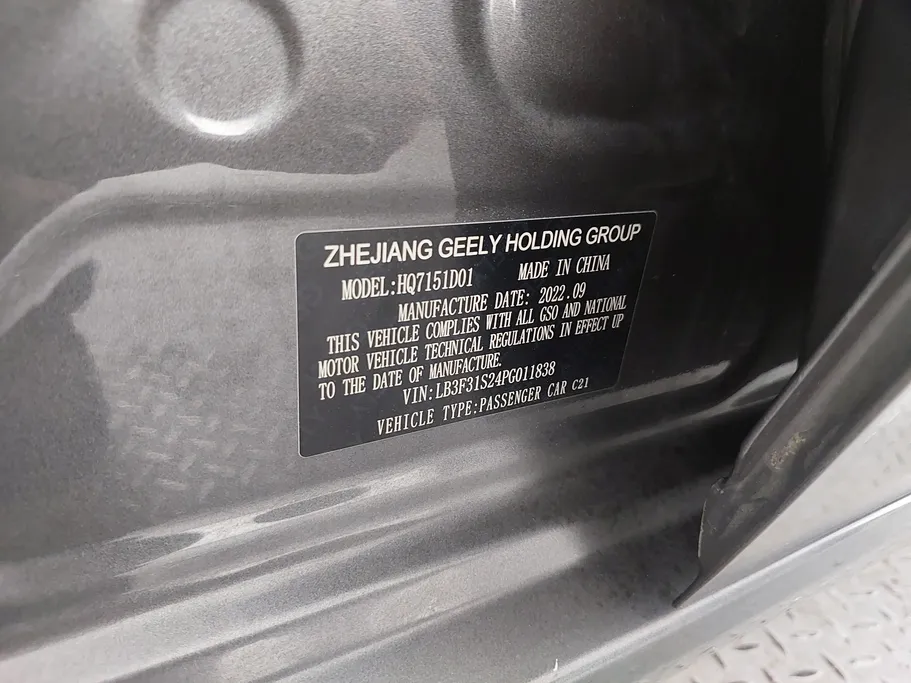 ZHEJIANG GEELY HOLDING GROUP
MODEL:HQ7151D01 MADE IN CHINA
MANUFACTURE DATE: 2022.09
THIS VEHICLE COMPLIES WITH ALL GSO AND NATIONAL
MOTOR VEHICLE TECHNICAL REGULATIONS IN EFFECT UP
TO THE DATE OF MANUFACTURE.
VIN:LB3F31S24PG011838
VEHICLE TYPE:PASSENGER CAR C21